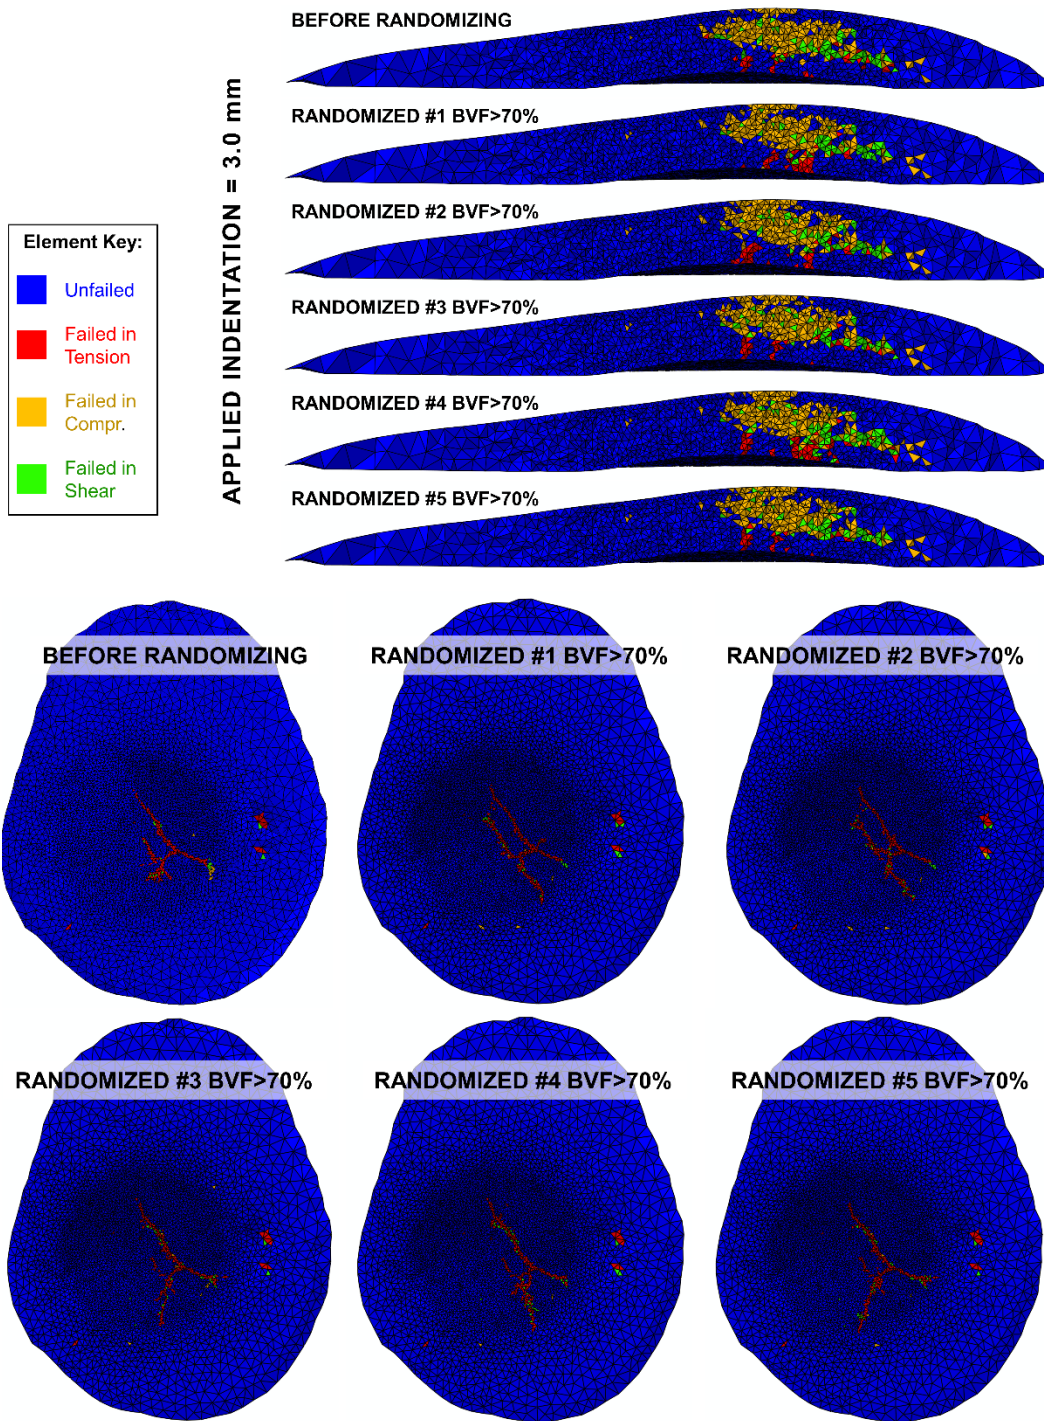 BEFORE RANDOMIZING
RANDOMIZED #1 BVF>70%
RANDOMIZED #2 BVF>70%
RANDOMIZED #3 BVF>70%
RANDOMIZED #4 BVF>70%
RANDOMIZED #5 BVF>70%
APPLIED INDENTATION = 3.0 mm
Element Key:
Unfailed
Failed in
Tension
Failed in
Compr.
Failed in
Shear
BEFORE RANDOMIZING
RANDOMIZED #1 BVF>70%
RANDOMIZED #2 BVF>70%
RANDOMIZED #3 BVF>70%
RANDOMIZED #4 BVF>70%
RANDOMIZED #5 BVF>70%